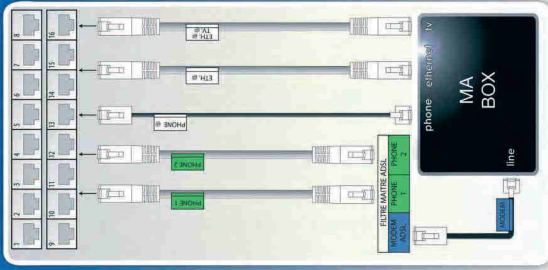 8 16
7 15
6 14
5 13
4 12
3 11
2 10
1 9
ETH. @
TV.
ETH. @
PHONE @
PHONE 2
PHONE 1
FILTRE MAITRE ADSL
MODEM
ADSL
PHONE
1
PHONE
2
phone ethernet tv
MA
BOX
line
MODEM